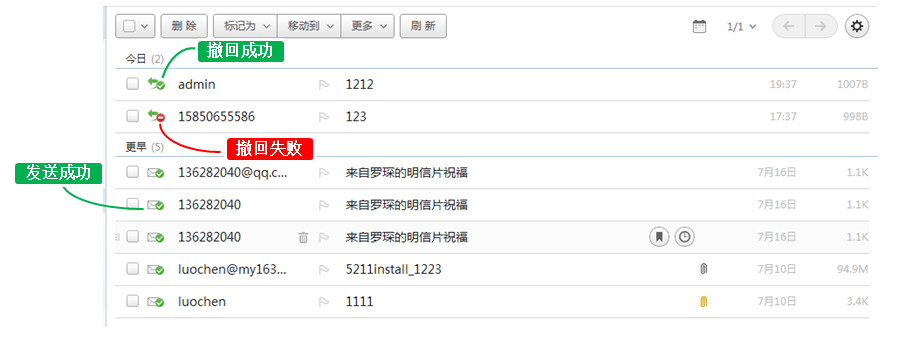 删 除 标记为 移动到 更多 刷 新 1/1
今日 (2)
撤回成功
admin 1212 19:37 1007B
15850655586 123 17:37 998B
撤回失败
更早 (5)
发送成功
136282040@qq.c... 来自罗琛的明信片祝福 7月16日 1.1K
136282040 来自罗琛的明信片祝福 7月16日 1.1K
136282040 来自罗琛的明信片祝福 7月16日 1.1K
luochen@my163... 5211install_1223 7月10日 94.9M
luochen 1111 7月10日 3.4K